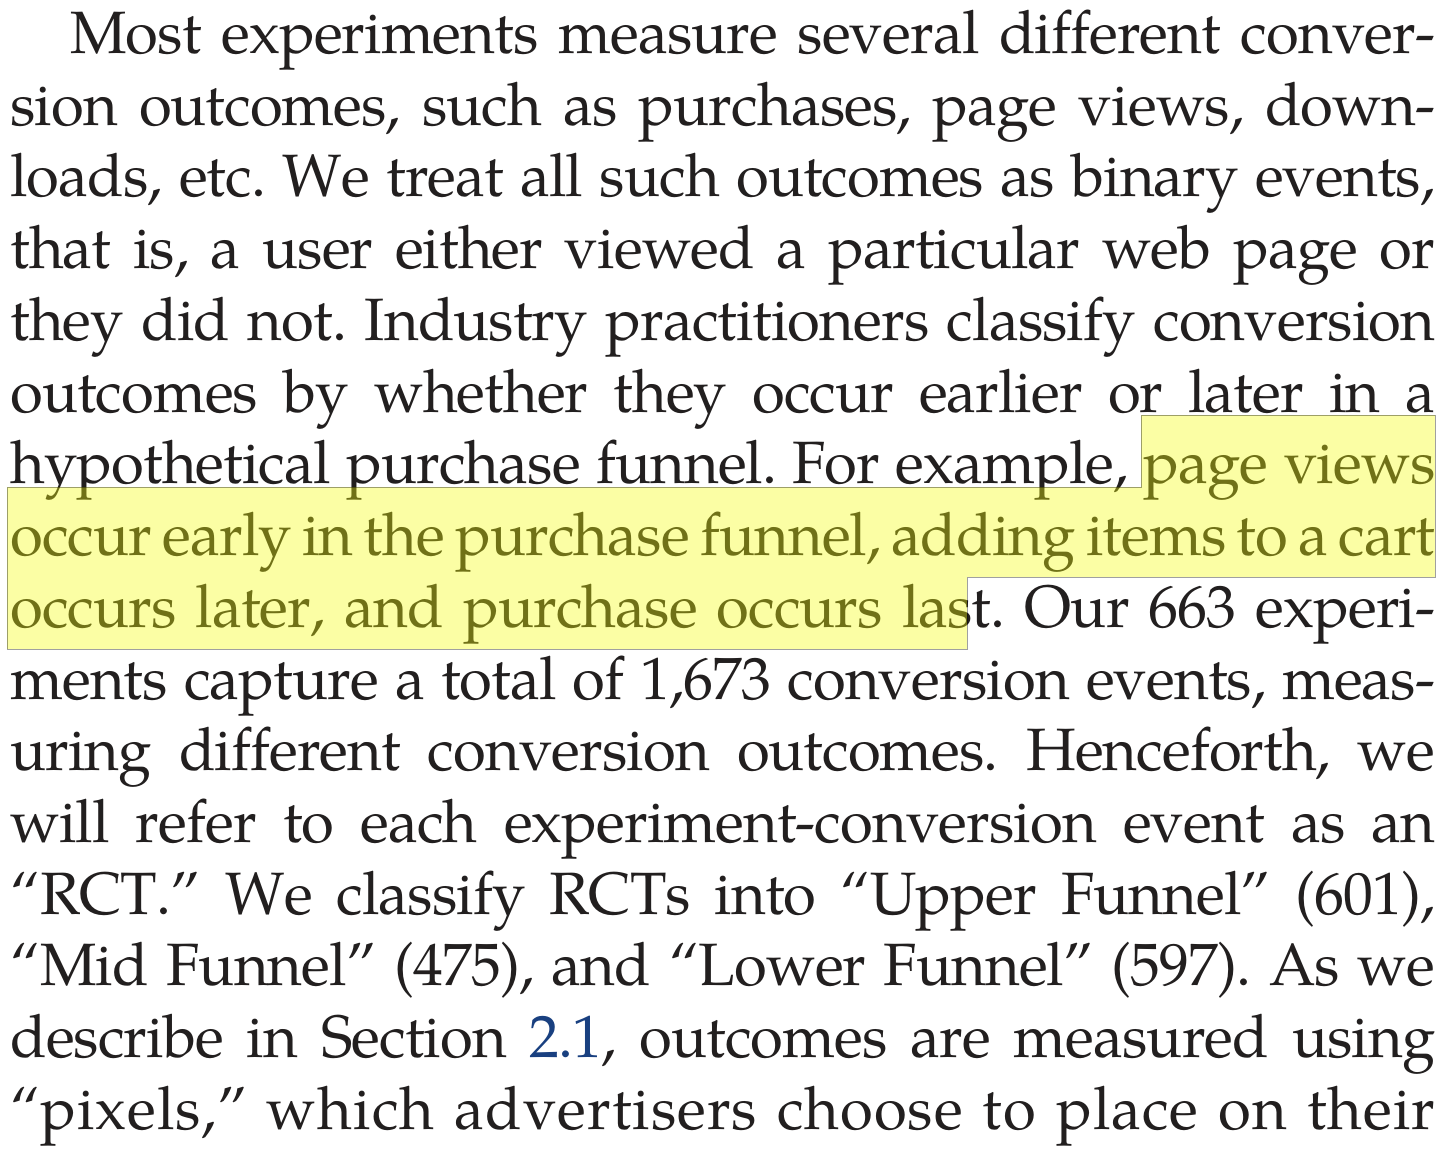 Most experiments measure several different conver-
sion outcomes, such as purchases, page views, down-
loads, etc. We treat all such outcomes as binary events,
that is, a user either viewed a particular web page or
they did not. Industry practitioners classify conversion
outcomes by whether they occur earlier or later in a
hypothetical purchase funnel. For example, page views
occur early in the purchase funnel, adding items to a cart
occurs later, and purchase occurs last. Our 663 experi-
ments capture a total of 1,673 conversion events, meas-
uring different conversion outcomes. Henceforth, we
will refer to each experiment-conversion event as an
“RCT.” We classify RCTs into “Upper Funnel” (601),
“Mid Funnel” (475), and “Lower Funnel” (597). As we
describe in Section 2.1, outcomes are measured using
“pixels,” which advertisers choose to place on their